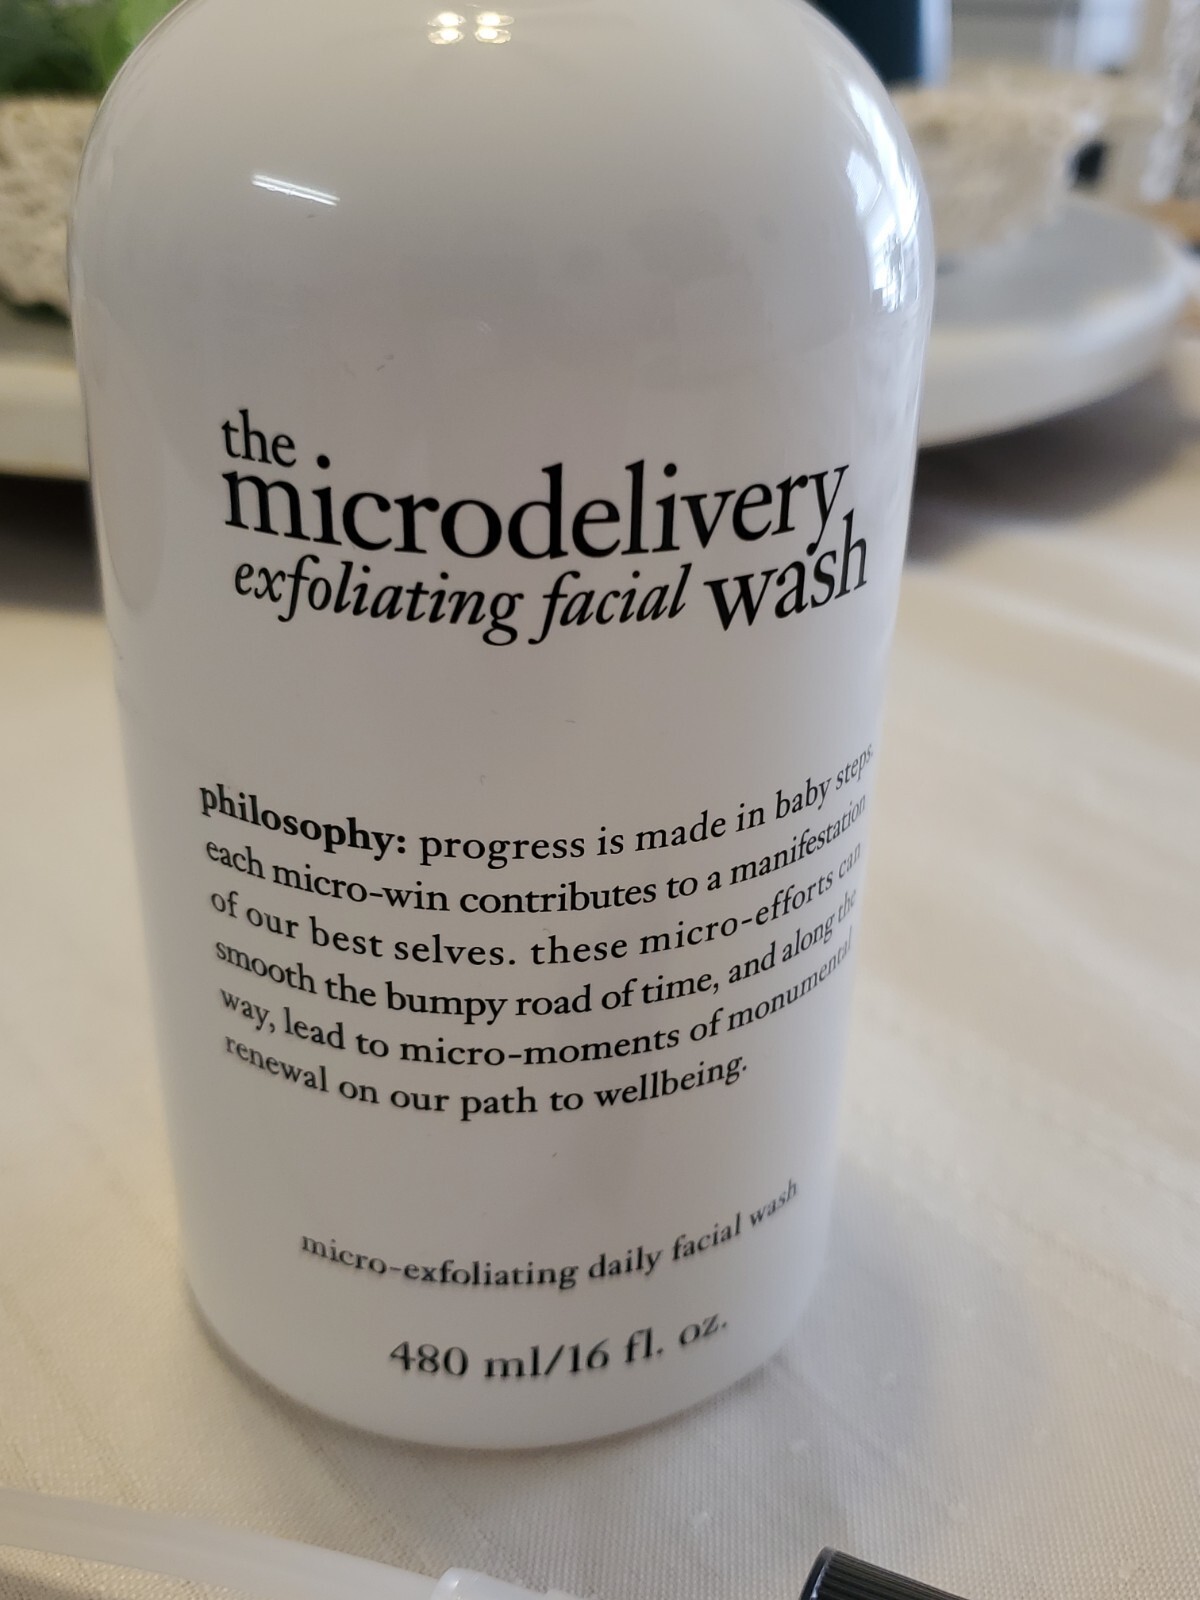 the
microdelivery
exfoliating facial wash
philosophy: progress is made in baby steps.
each micro-win contributes to a manifestation
of our best selves. these micro-efforts can
smooth the bumpy road of time, and along the
way, lead to micro-moments of monumental
renewal on our path to wellbeing.
micro-exfoliating daily facial wash
480 ml/16 fl. oz.